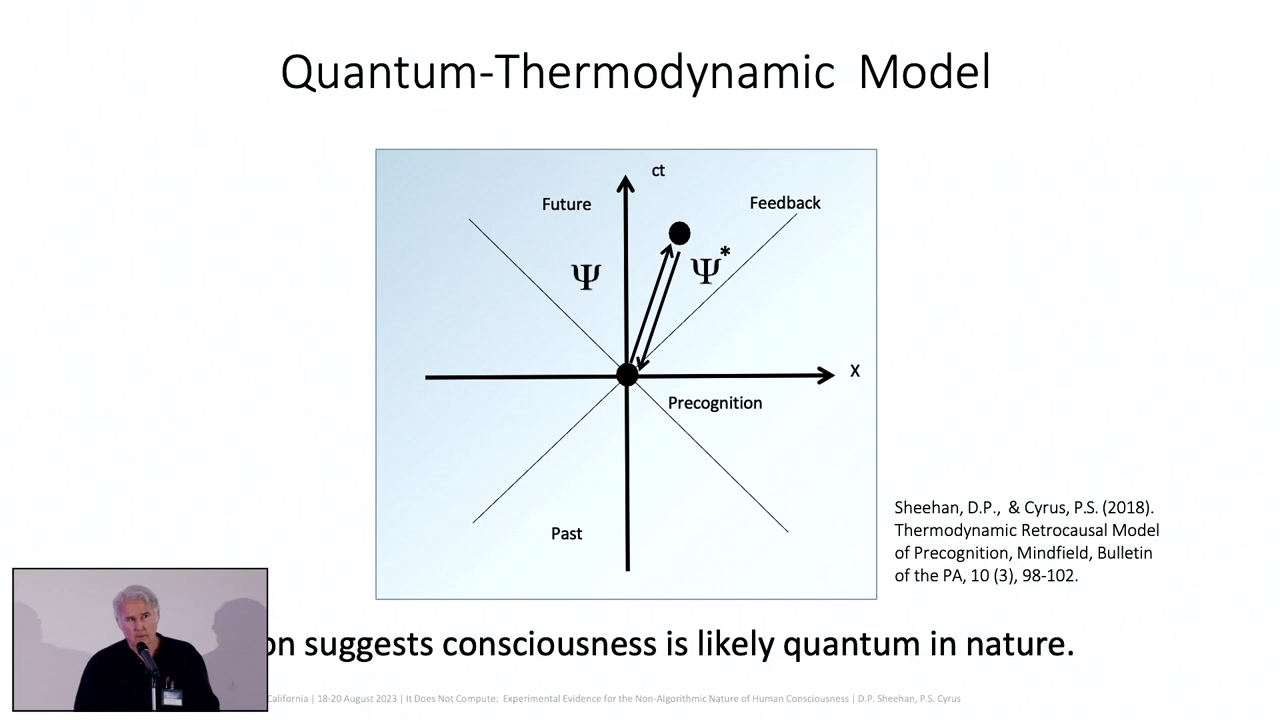 Quantum-Thermodynamic Model
ct
Future
Feedback
Ψ
Ψ*
X
Precognition
Past
Sheehan, D.P., & Cyrus, P.S. (2018).
Thermodynamic Retrocausal Model
of Precognition, Mindfield, Bulletin
of the PA, 10 (3), 98-102.
suggests consciousness is likely quantum in nature.
California | 18-20 August 2023 | It Does Not Compute: Experimental Evidence for the Non-Algorithmic Nature of Human Consciousness | D.P. Sheehan, P.S. Cyrus